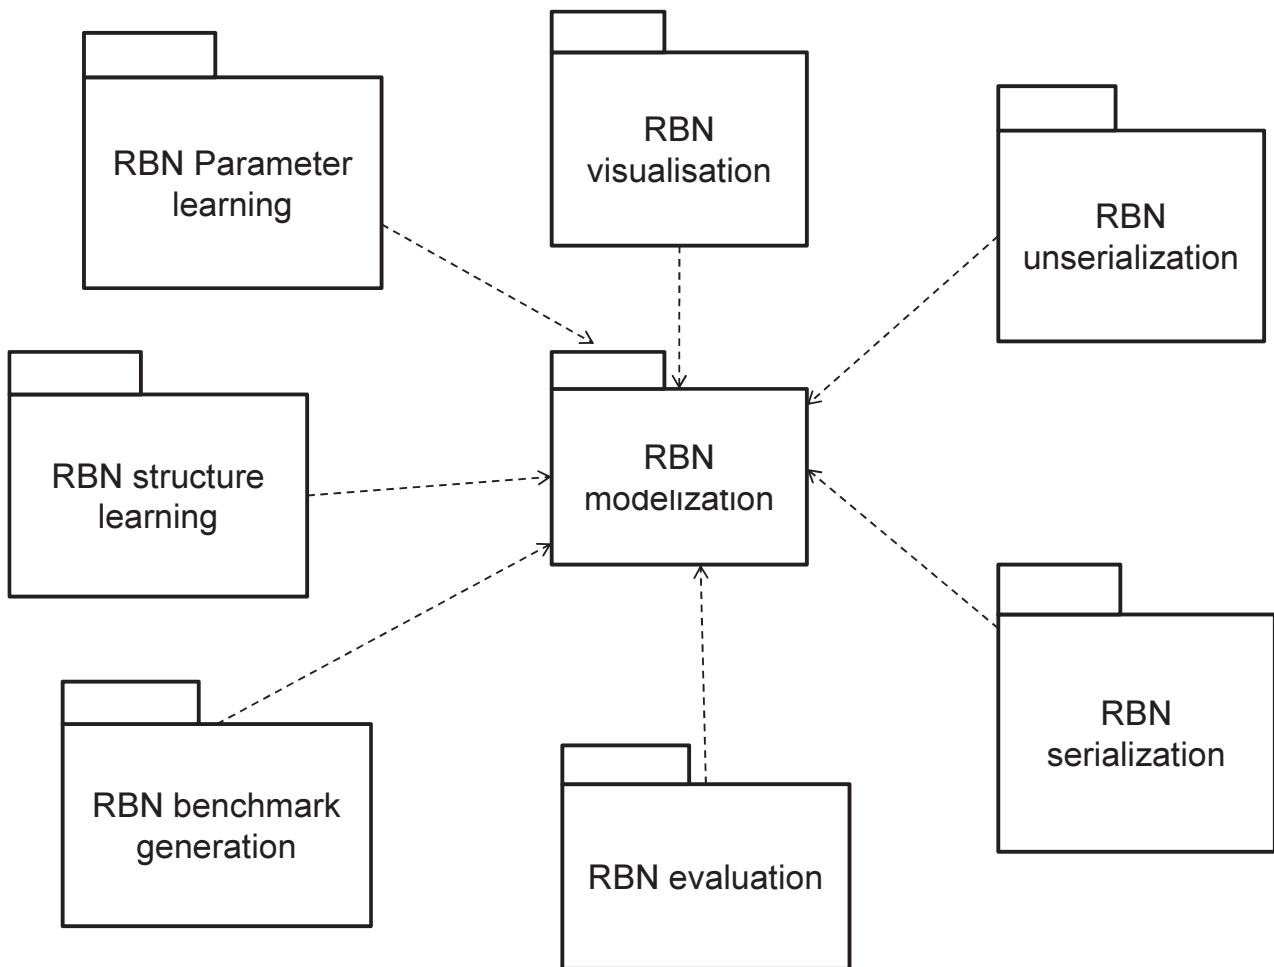 RBN
visualisation
RBN Parameter
learning
RBN
unserialization
RBN structure
learning
RBN
modelization
RBN benchmark
generation
RBN
serialization
RBN evaluation